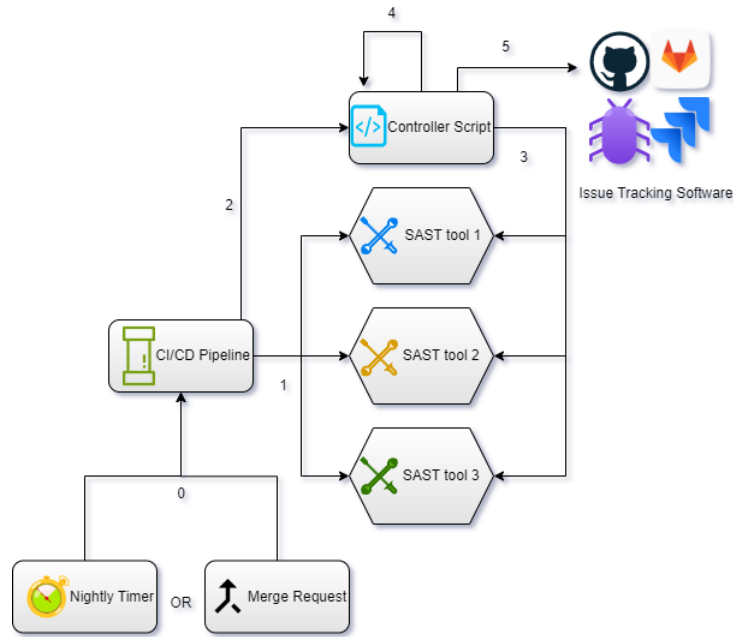 4
5
Controller Script
3
Issue Tracking Software
2
SAST tool 1
CI/CD Pipeline
SAST tool 2
1
SAST tool 3
0
Nightly Timer
OR
Merge Request